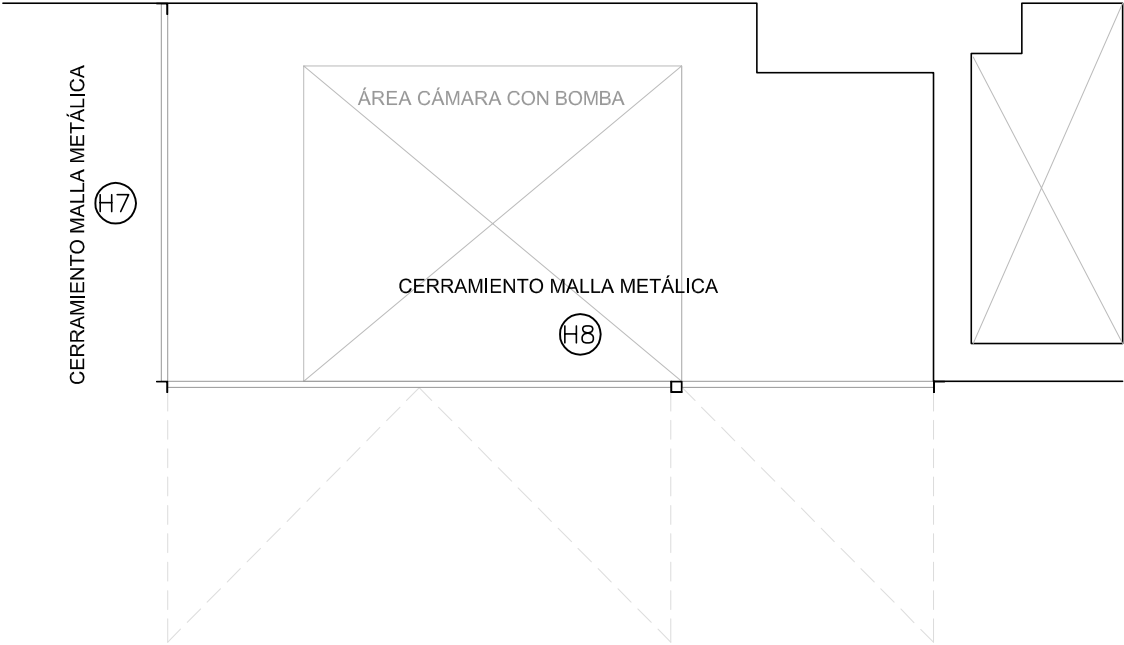 ÁREA CÁMARA CON BOMBA
CERRAMIENTO MALLA METÁLICA
H7
CERRAMIENTO MALLA METÁLICA
H8